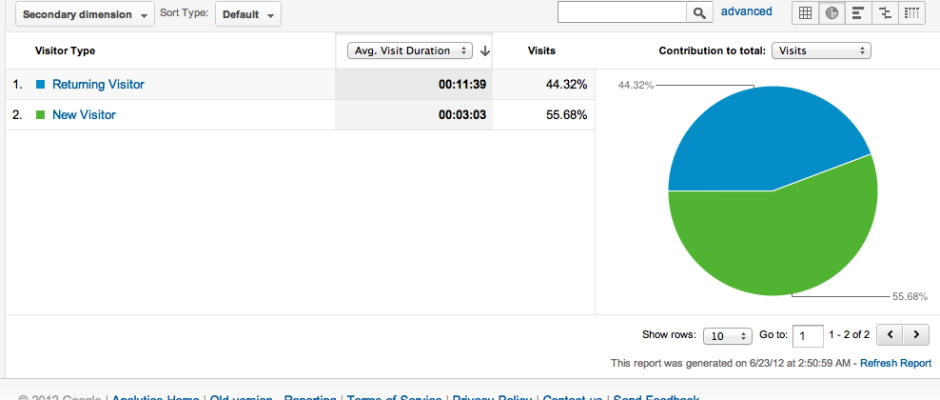 Secondary dimension Sort Type: Default advanced
Visitor Type Avg. Visit Duration Visits Contribution to total: Visits
1. Returning Visitor 00:11:39 44.32%
2. New Visitor 00:03:03 55.68%
44.32%
55.68%
Show rows: 10 Go to: 1 1 - 2 of 2
This report was generated on 6/23/12 at 2:50:59 AM - Refresh Report
© 2012 Google | Analytics Home | Old version - Reporting | Terms of Service | Privacy Policy | Contact us | Send Feedback